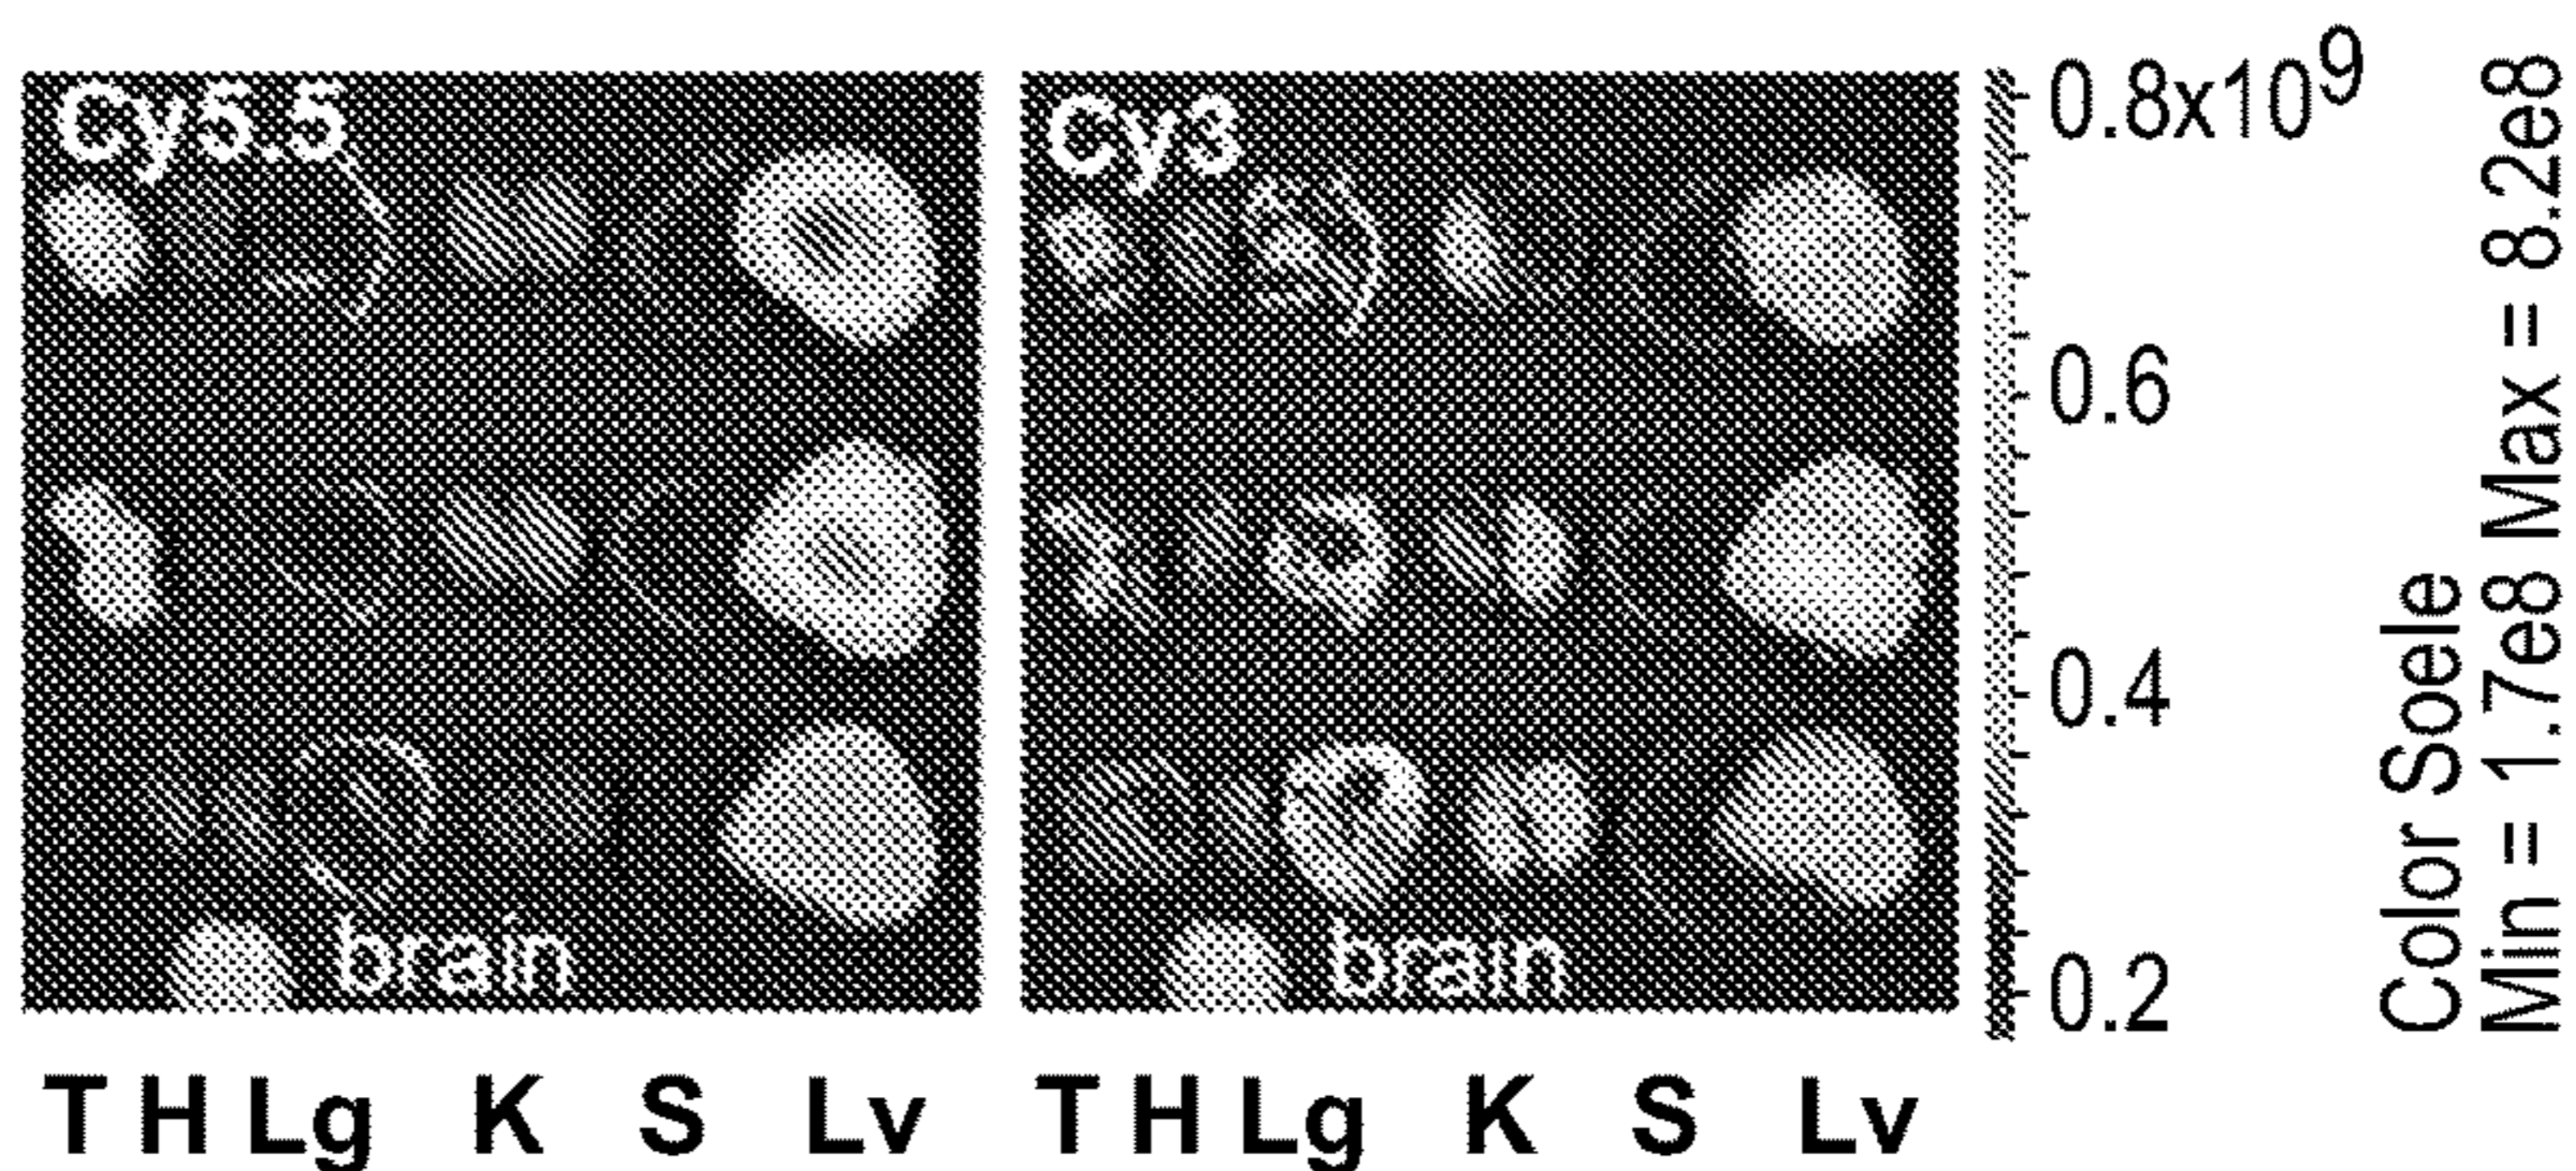 Cy5.5
Cy3
brain
brain
T H Lg K S Lv
T H Lg K S Lv
0.8x10⁹
0.6
0.4
0.2
Color Soele
Min = 1.7e8 Max = 8.2e8